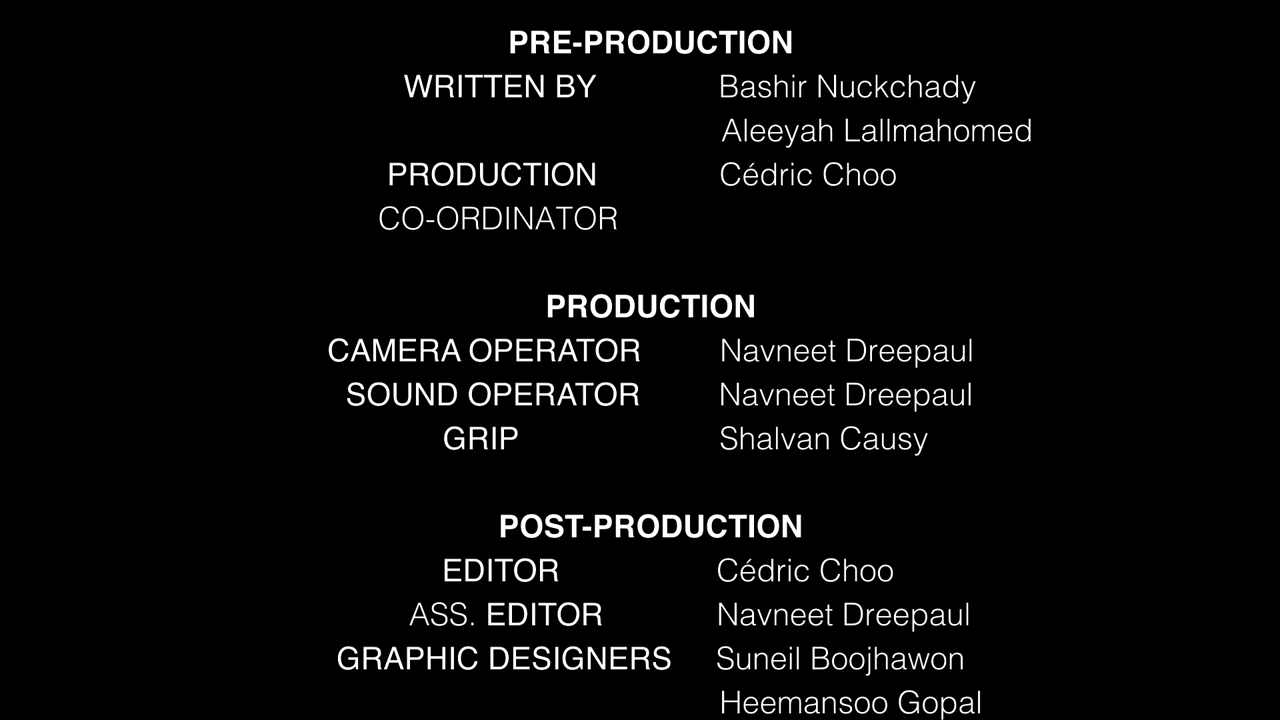 PRE-PRODUCTION
WRITTEN BY Bashir Nuckchady
Aleeyah Lallmahomed
PRODUCTION Cédric Choo
CO-ORDINATOR
PRODUCTION
CAMERA OPERATOR Navneet Dreepaul
SOUND OPERATOR Navneet Dreepaul
GRIP Shalvan Causy
POST-PRODUCTION
EDITOR Cédric Choo
ASS. EDITOR Navneet Dreepaul
GRAPHIC DESIGNERS Suneil Boojhawon
Heemansoo Gopal